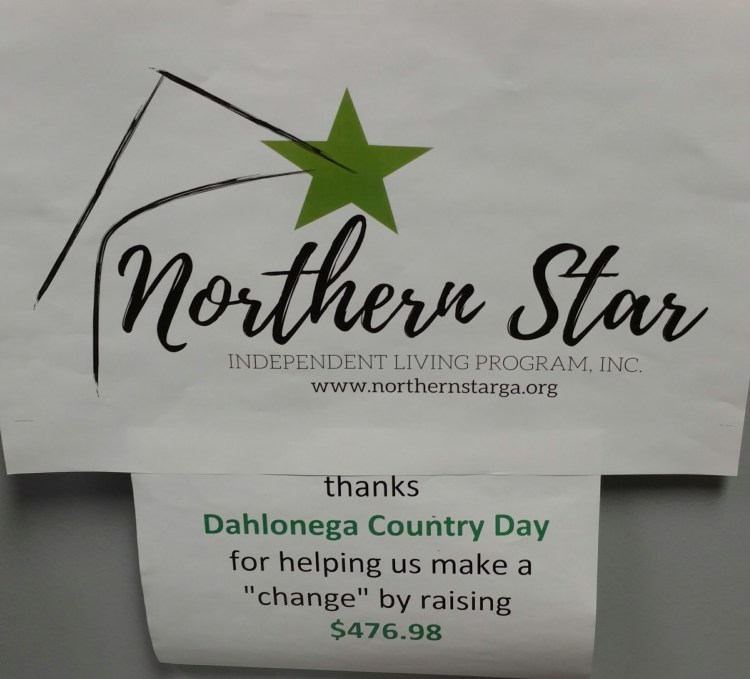 Northern Star
INDEPENDENT LIVING PROGRAM, INC.
www.northernstarga.org
thanks
Dahlonega Country Day
for helping us make a
"change" by raising
$476.98